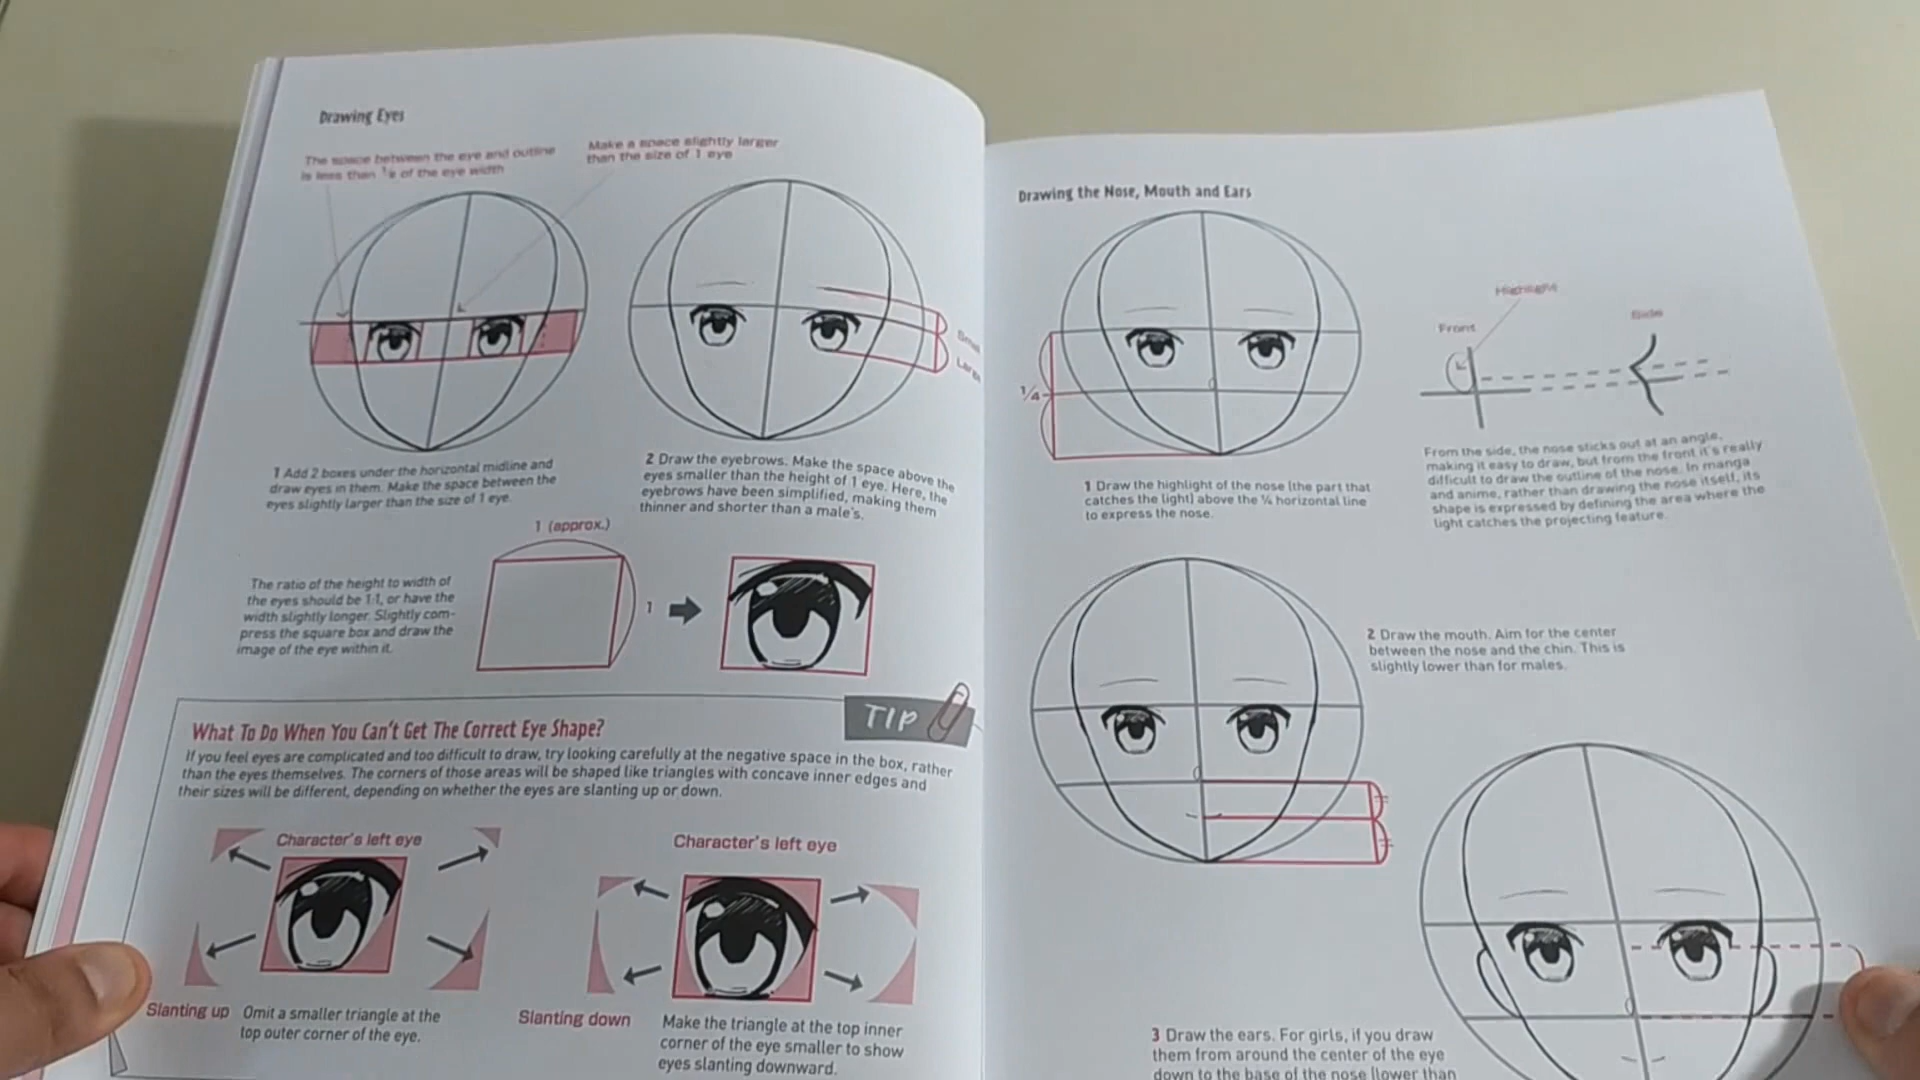 Drawing Eyes
The space between the eye and outline
is less than ½ of the eye width
Make a space slightly larger
than the size of 1 eye
Small
Large
1 Add 2 boxes under the horizontal midline and
draw eyes in them. Make the space between the
eyes slightly larger than the size of 1 eye.
2 Draw the eyebrows. Make the space above the
eyes smaller than the height of 1 eye. Here, the
eyebrows have been simplified, making them
thinner and shorter than a male's.
1 (approx.)
1
The ratio of the height to width of
the eyes should be 1:1, or have the
width slightly longer. Slightly com-
press the square box and draw the
image of the eye within it.
TIP
What To Do When You Can't Get The Correct Eye Shape?
If you feel eyes are complicated and too difficult to draw, try looking carefully at the negative space in the box, rather
than the eyes themselves. The corners of those areas will be shaped like triangles with concave inner edges and
their sizes will be different, depending on whether the eyes are slanting up or down.
Character's left eye
Slanting up
Omit a smaller triangle at the
top outer corner of the eye.
Character's left eye
Slanting down
Make the triangle at the top inner
corner of the eye smaller to show
eyes slanting downward.
Drawing the Nose, Mouth and Ears
1/4
Highlight
Front
Side
1 Draw the highlight of the nose (the part that
catches the light) above the ¼ horizontal line
to express the nose.
From the side, the nose sticks out at an angle,
making it easy to draw, but from the front it's really
difficult to draw the outline of the nose. In manga
and anime, rather than drawing the nose itself, its
shape is expressed by defining the area where the
light catches the projecting feature.
2 Draw the mouth. Aim for the center
between the nose and the chin. This is
slightly lower than for males.
3 Draw the ears. For girls, if you draw
them from around the center of the eye
down to the base of the nose (lower than